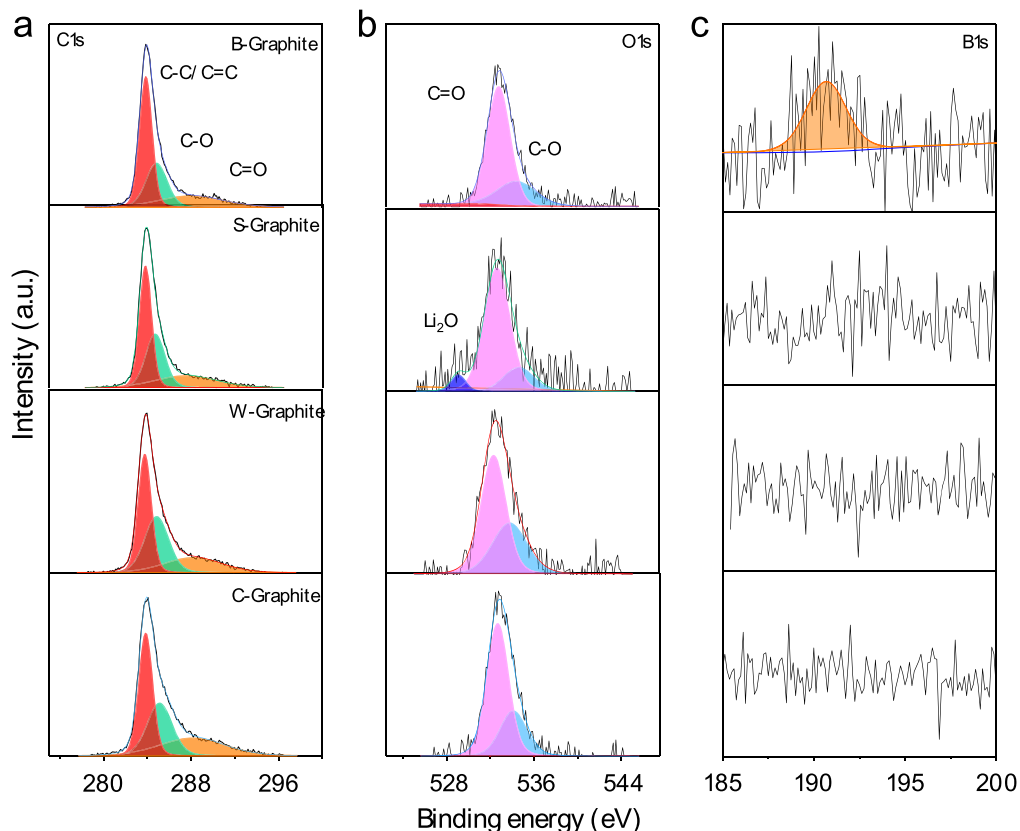 a
b
c
C1s
B-Graphite
C-C/ C=C
C-O
C=O
S-Graphite
W-Graphite
C-Graphite
O1s
C=O
C-O
Li₂O
B1s
Intensity (a.u.)
280 288 296
528 536 544
185 190 195 200
Binding energy (eV)